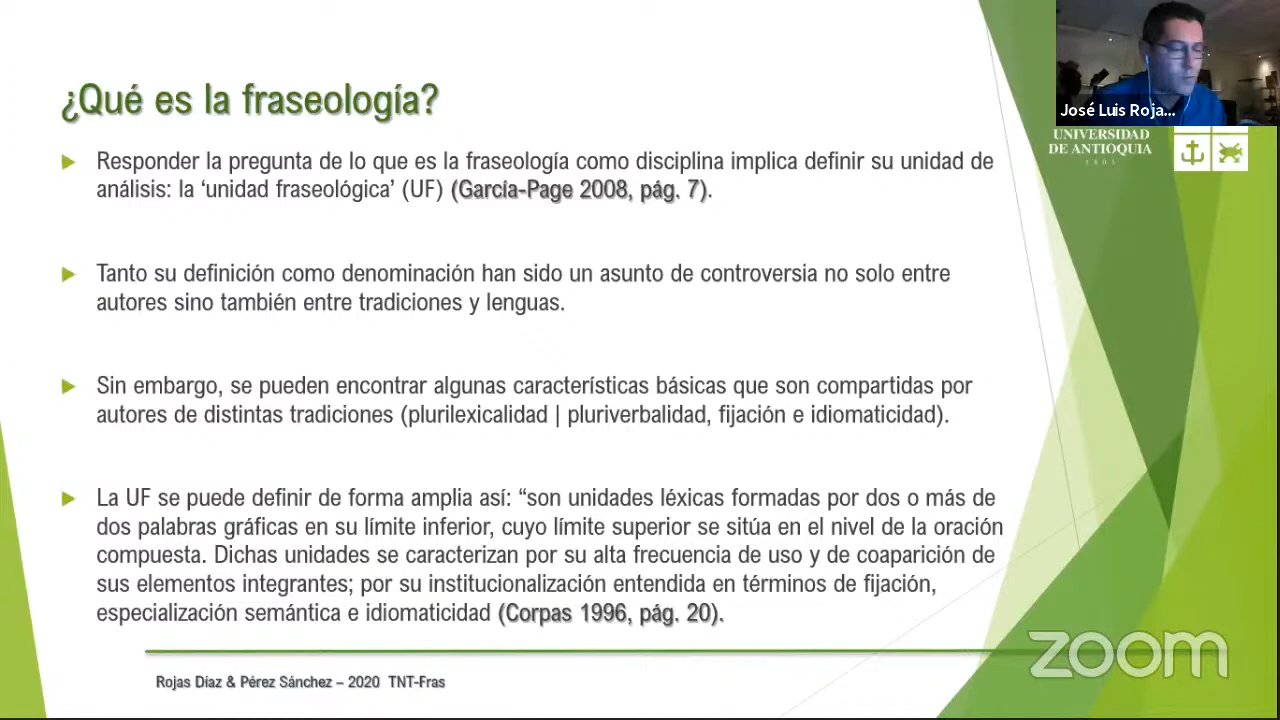 ¿Qué es la fraseología?
José Luis Roja...
UNIVERSIDAD
DE ANTIOQUIA
1803
Responder la pregunta de lo que es la fraseología como disciplina implica definir su unidad de
análisis: la ‘unidad fraseológica’ (UF) (García-Page 2008, pág. 7).
Tanto su definición como denominación han sido un asunto de controversia no solo entre
autores sino también entre tradiciones y lenguas.
Sin embargo, se pueden encontrar algunas características básicas que son compartidas por
autores de distintas tradiciones (plurilexicalidad | pluriverbalidad, fijación e idiomaticidad).
La UF se puede definir de forma amplia así: “son unidades léxicas formadas por dos o más de
dos palabras gráficas en su límite inferior, cuyo límite superior se sitúa en el nivel de la oración
compuesta. Dichas unidades se caracterizan por su alta frecuencia de uso y de coaparición de
sus elementos integrantes; por su institucionalización entendida en términos de fijación,
especialización semántica e idiomaticidad (Corpas 1996, pág. 20).
zoom
Rojas Díaz & Pérez Sánchez – 2020 TNT-Fras